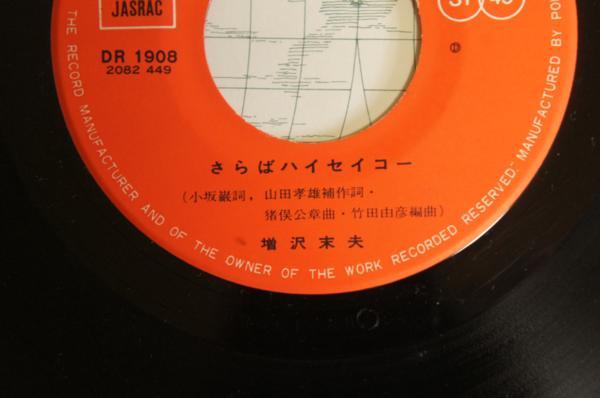 JASRAC
DR 1908
2082 449
さらばハイセイコー
(小坂巌詞, 山田孝雄補作詞・
猪俣公章曲・竹田由彦編曲)
増沢末夫
THE RECORD MANUFACTURER AND OF THE OWNER OF THE WORK RECORDED RESERVED· MANUFACTURED BY